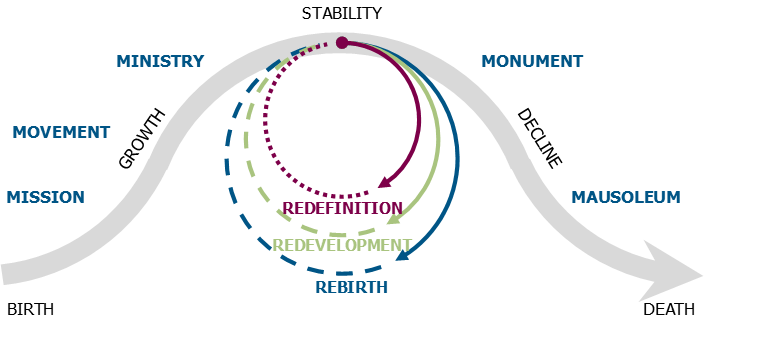 STABILITY
MINISTRY
MONUMENT
MOVEMENT
GROWTH
DECLINE
MISSION
MAUSOLEUM
REDEFINITION
REDEVELOPMENT
REBIRTH
BIRTH
DEATH